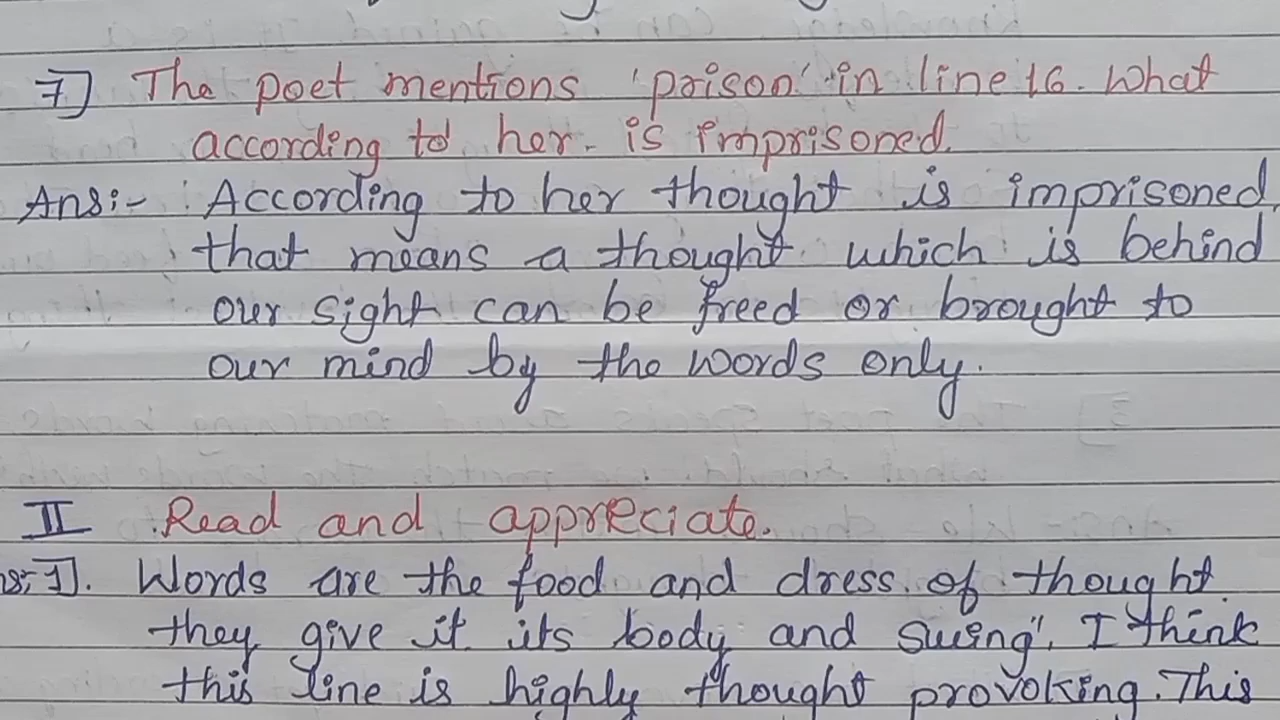 7] The poet mentions 'prison' in line 16. What
according to her. is imprisoned.
Ans:- According to her thought is imprisoned,
that means a thought which is behind
our sight can be freed or brought to
our mind by the words only.
II Read and appreciate.
1]. Words are the food and dress of thought
they give it its body and swing". I think
this line is highly thought provoking. This